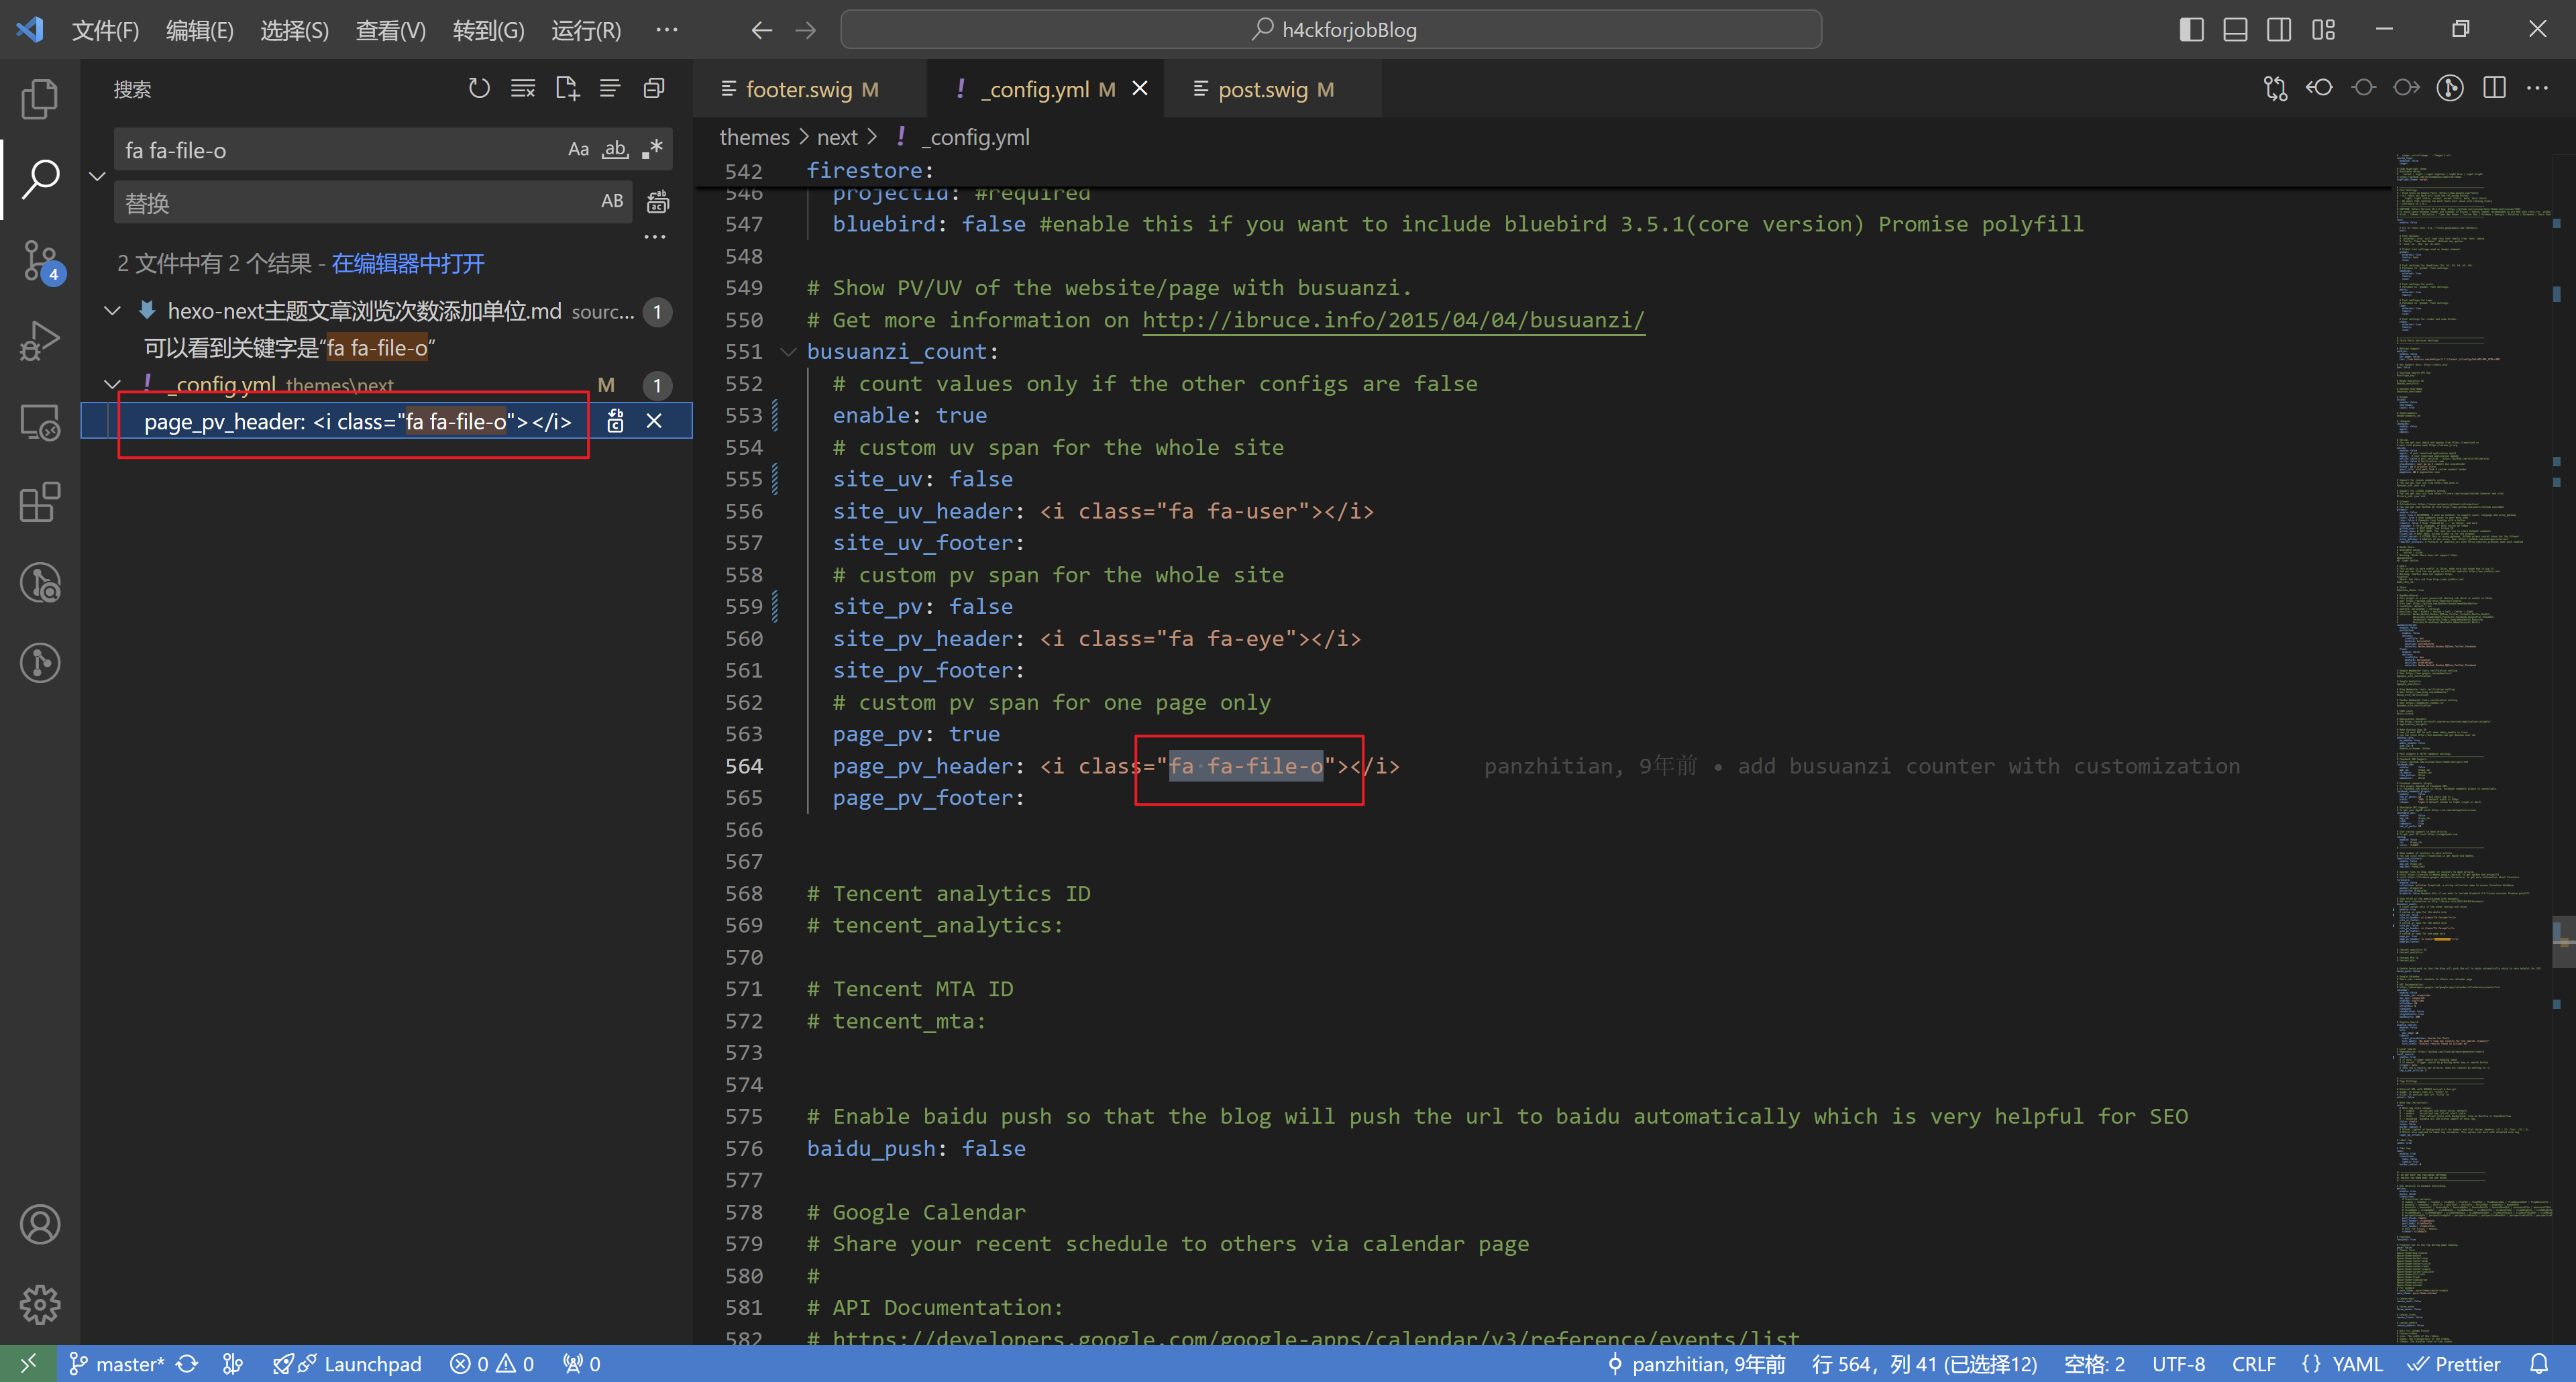 文件(F) 编辑(E) 选择(S) 查看(V) 转到(G) 运行(R) ··· h4ckforjobBlog
搜索
fa fa-file-o Aa ab .*
替换 AB
2 文件中有 2 个结果 - 在编辑器中打开
hexo-next主题文章浏览次数添加单位.md sourc... 1
可以看到关键字是“fa fa-file-o”
! _config.yml themes\next M 1
page_pv_header: <i class="fa fa-file-o"></i>
4
footer.swig M ! _config.yml M post.swig M
themes > next > ! _config.yml
542 firestore:
546 projectId: #required
547 bluebird: false #enable this if you want to include bluebird 3.5.1(core version) Promise polyfill
548
549 # Show PV/UV of the website/page with busuanzi.
550 # Get more information on http://ibruce.info/2015/04/04/busuanzi/
551 busuanzi_count:
552 # count values only if the other configs are false
553 enable: true
554 # custom uv span for the whole site
555 site_uv: false
556 site_uv_header: <i class="fa fa-user"></i>
557 site_uv_footer:
558 # custom pv span for the whole site
559 site_pv: false
560 site_pv_header: <i class="fa fa-eye"></i>
561 site_pv_footer:
562 # custom pv span for one page only
563 page_pv: true
564 page_pv_header: <i class="fa fa-file-o"></i> panzhitian, 9年前 • add busuanzi counter with customization
565 page_pv_footer:
566
567
568 # Tencent analytics ID
569 # tencent_analytics:
570
571 # Tencent MTA ID
572 # tencent_mta:
573
574
575 # Enable baidu push so that the blog will push the url to baidu automatically which is very helpful for SEO
576 baidu_push: false
577
578 # Google Calendar
579 # Share your recent schedule to others via calendar page
580 #
581 # API Documentation:
582 # https://developers.google.com/google-apps/calendar/v3/reference/events/list
master* Launchpad 0 0 0 panzhitian, 9年前 行 564，列 41 (已选择12) 空格: 2 UTF-8 CRLF {} YAML Prettier